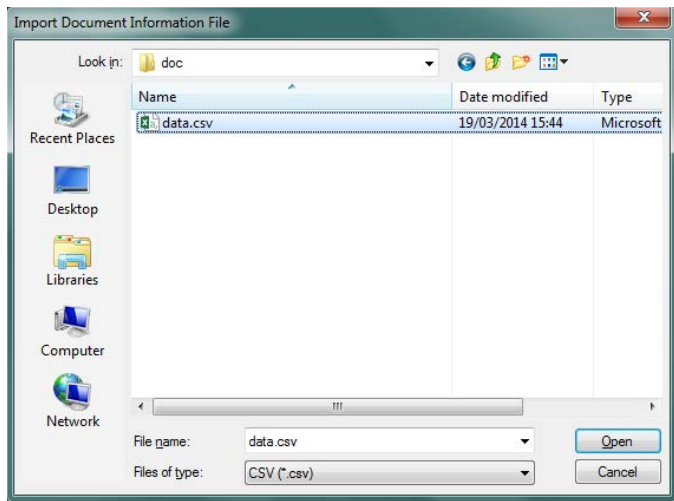 Import Document Information File
Look in: doc
Name Date modified Type
data.csv 19/03/2014 15:44 Microsoft
Recent Places
Desktop
Libraries
Computer
Network
File name: data.csv Open
Files of type: CSV (*.csv) Cancel